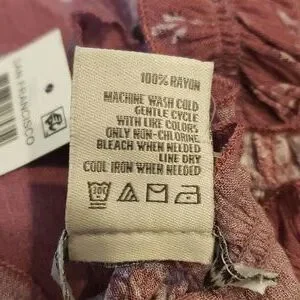 SAN FRANCISCO
100% RAYON
MACHINE WASH COLD
GENTLE CYCLE
WITH LIKE COLORS
ONLY NON-CHLORINE
BLEACH WHEN NEEDED
LINE DRY
COOL IRON WHEN NEEDED